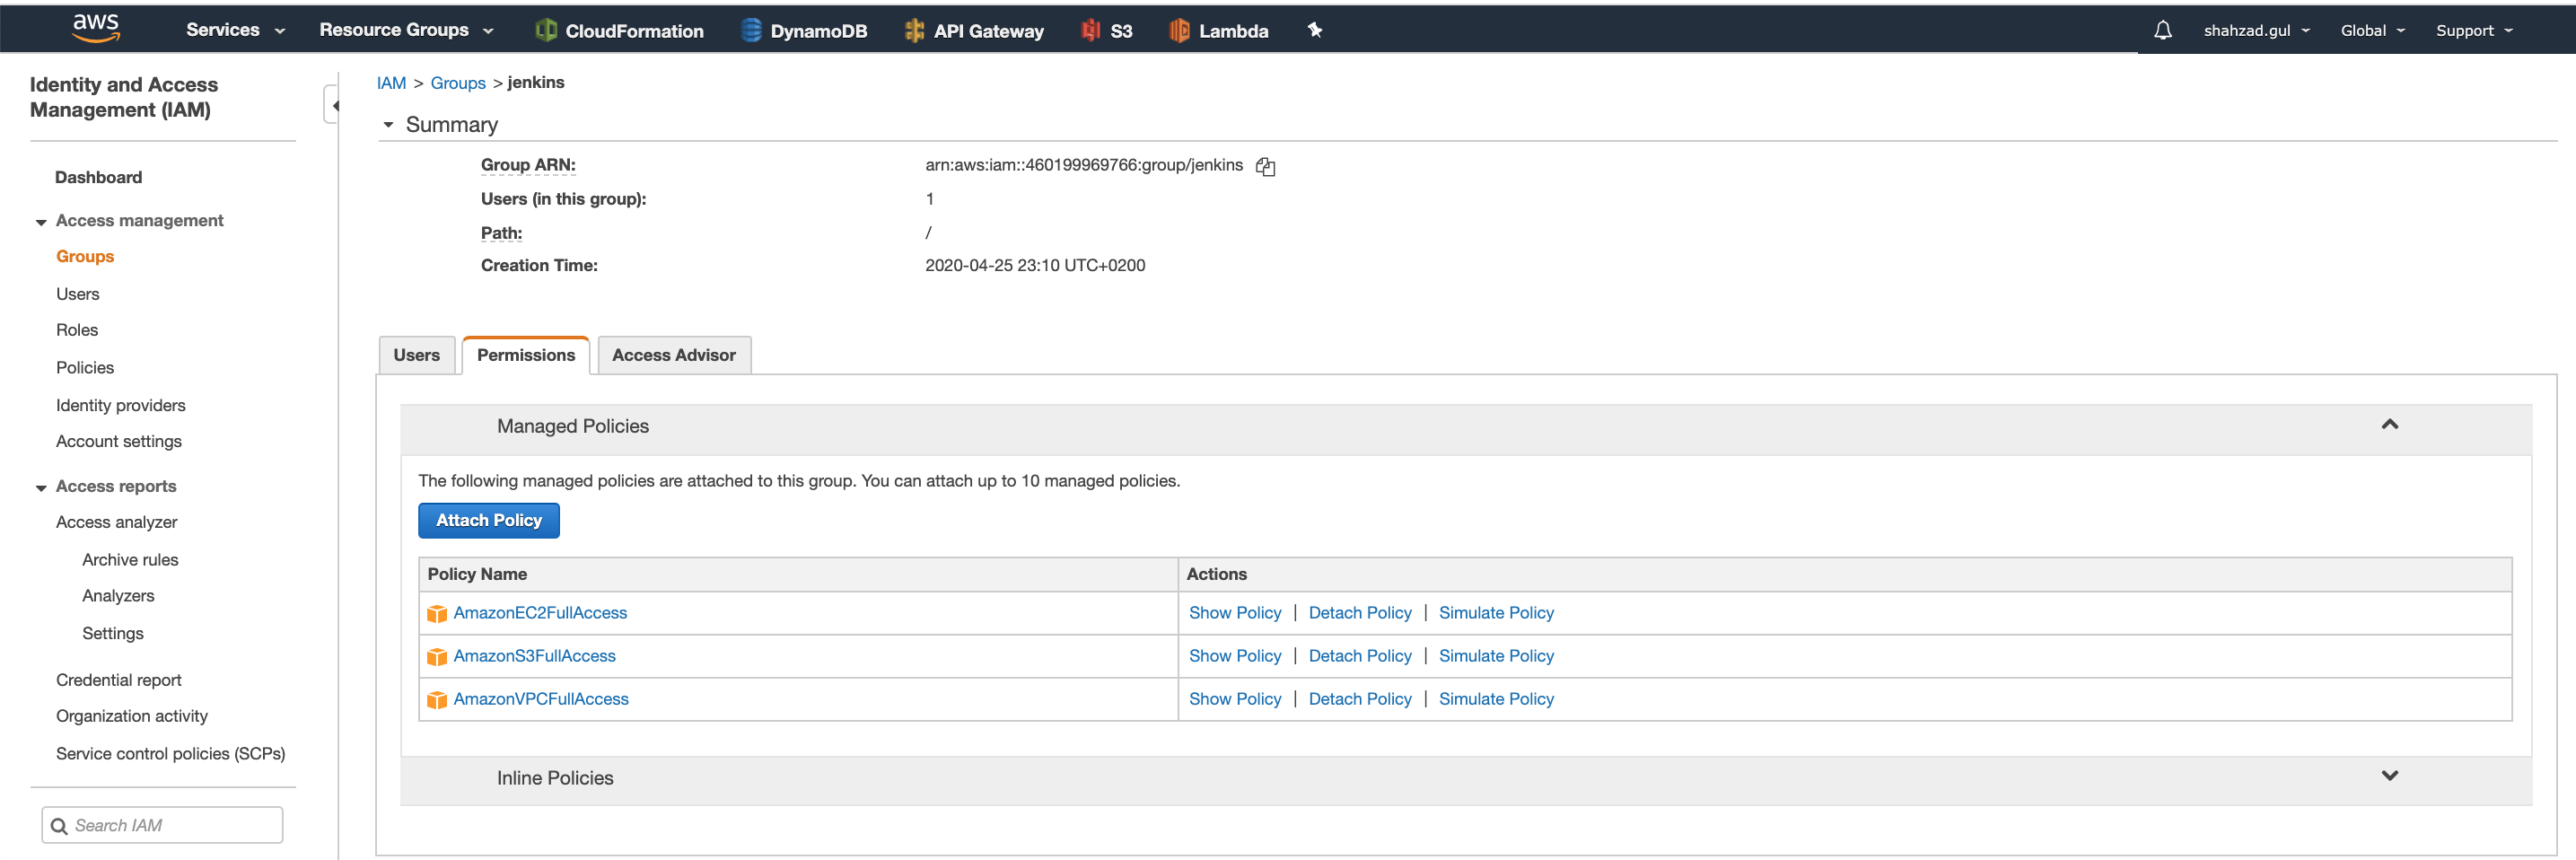 aws
Services
Resource Groups
CloudFormation
DynamoDB
API Gateway
S3
Lambda
shahzad.gul
Global
Support
Identity and Access
Management (IAM)
Dashboard
Access management
Groups
Users
Roles
Policies
Identity providers
Account settings
Access reports
Access analyzer
Archive rules
Analyzers
Settings
Credential report
Organization activity
Service control policies (SCPs)
Search IAM
IAM > Groups > jenkins
Summary
Group ARN: arn:aws:iam::460199969766:group/jenkins
Users (in this group): 1
Path: /
Creation Time: 2020-04-25 23:10 UTC+0200
Users
Permissions
Access Advisor
Managed Policies
The following managed policies are attached to this group. You can attach up to 10 managed policies.
Attach Policy
Policy Name Actions
AmazonEC2FullAccess Show Policy | Detach Policy | Simulate Policy
AmazonS3FullAccess Show Policy | Detach Policy | Simulate Policy
AmazonVPCFullAccess Show Policy | Detach Policy | Simulate Policy
Inline Policies